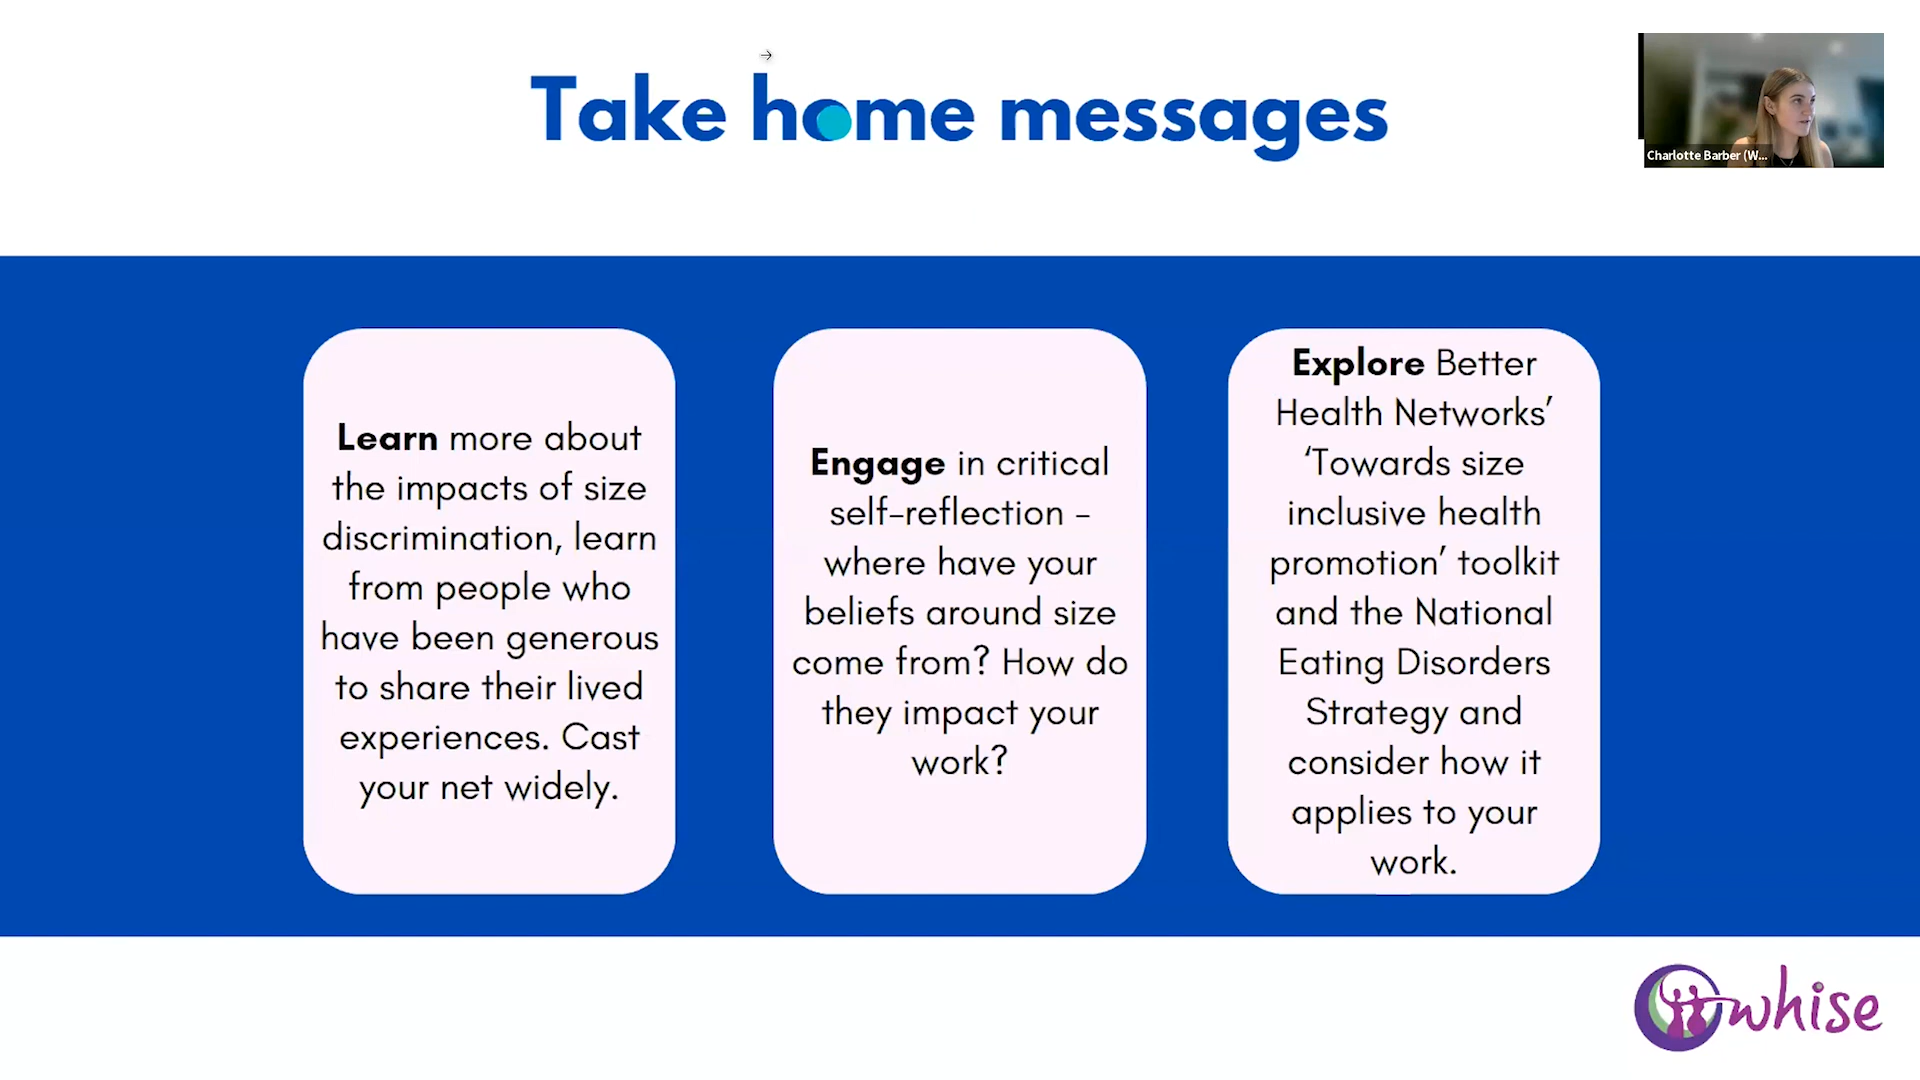 Take home messages
Charlotte Barber (W...
Learn more about
the impacts of size
discrimination, learn
from people who
have been generous
to share their lived
experiences. Cast
your net widely.
Engage in critical
self-reflection -
where have your
beliefs around size
come from? How do
they impact your
work?
Explore Better
Health Networks’
‘Towards size
inclusive health
promotion’ toolkit
and the National
Eating Disorders
Strategy and
consider how it
applies to your
work.
whise